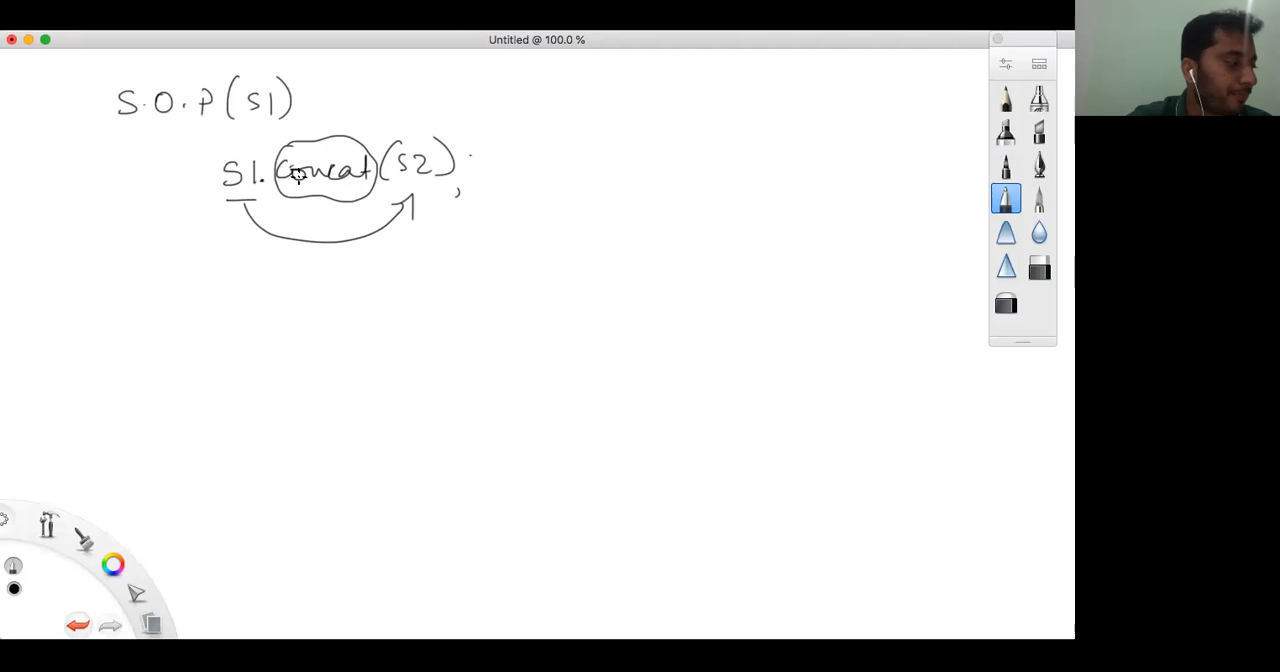 Untitled @ 100.0 %
S.O.P(S1)
S1.concat(S2);